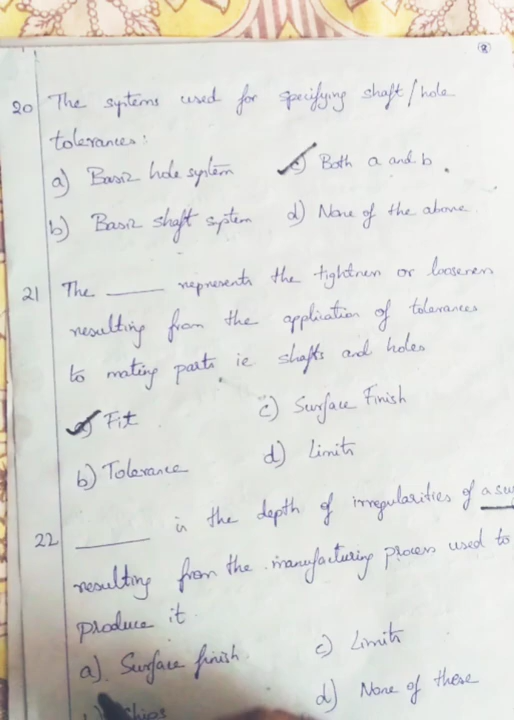 8
20 The systems used for specifying shaft/hole
tolerances:
a) Basic hole system c) Both a and b.
b) Basic shaft system d) None of the above.
21 The ______ represents the tightness or looseness
resulting from the application of tolerances
to mating parts ie shafts and holes
a) Fit c) Surface Finish
b) Tolerance d) Limits
22 ______ is the depth of irregularities of a su
resulting from the manufacturing process used to
produce it.
a). Surface finish c) Limits
d) None of these